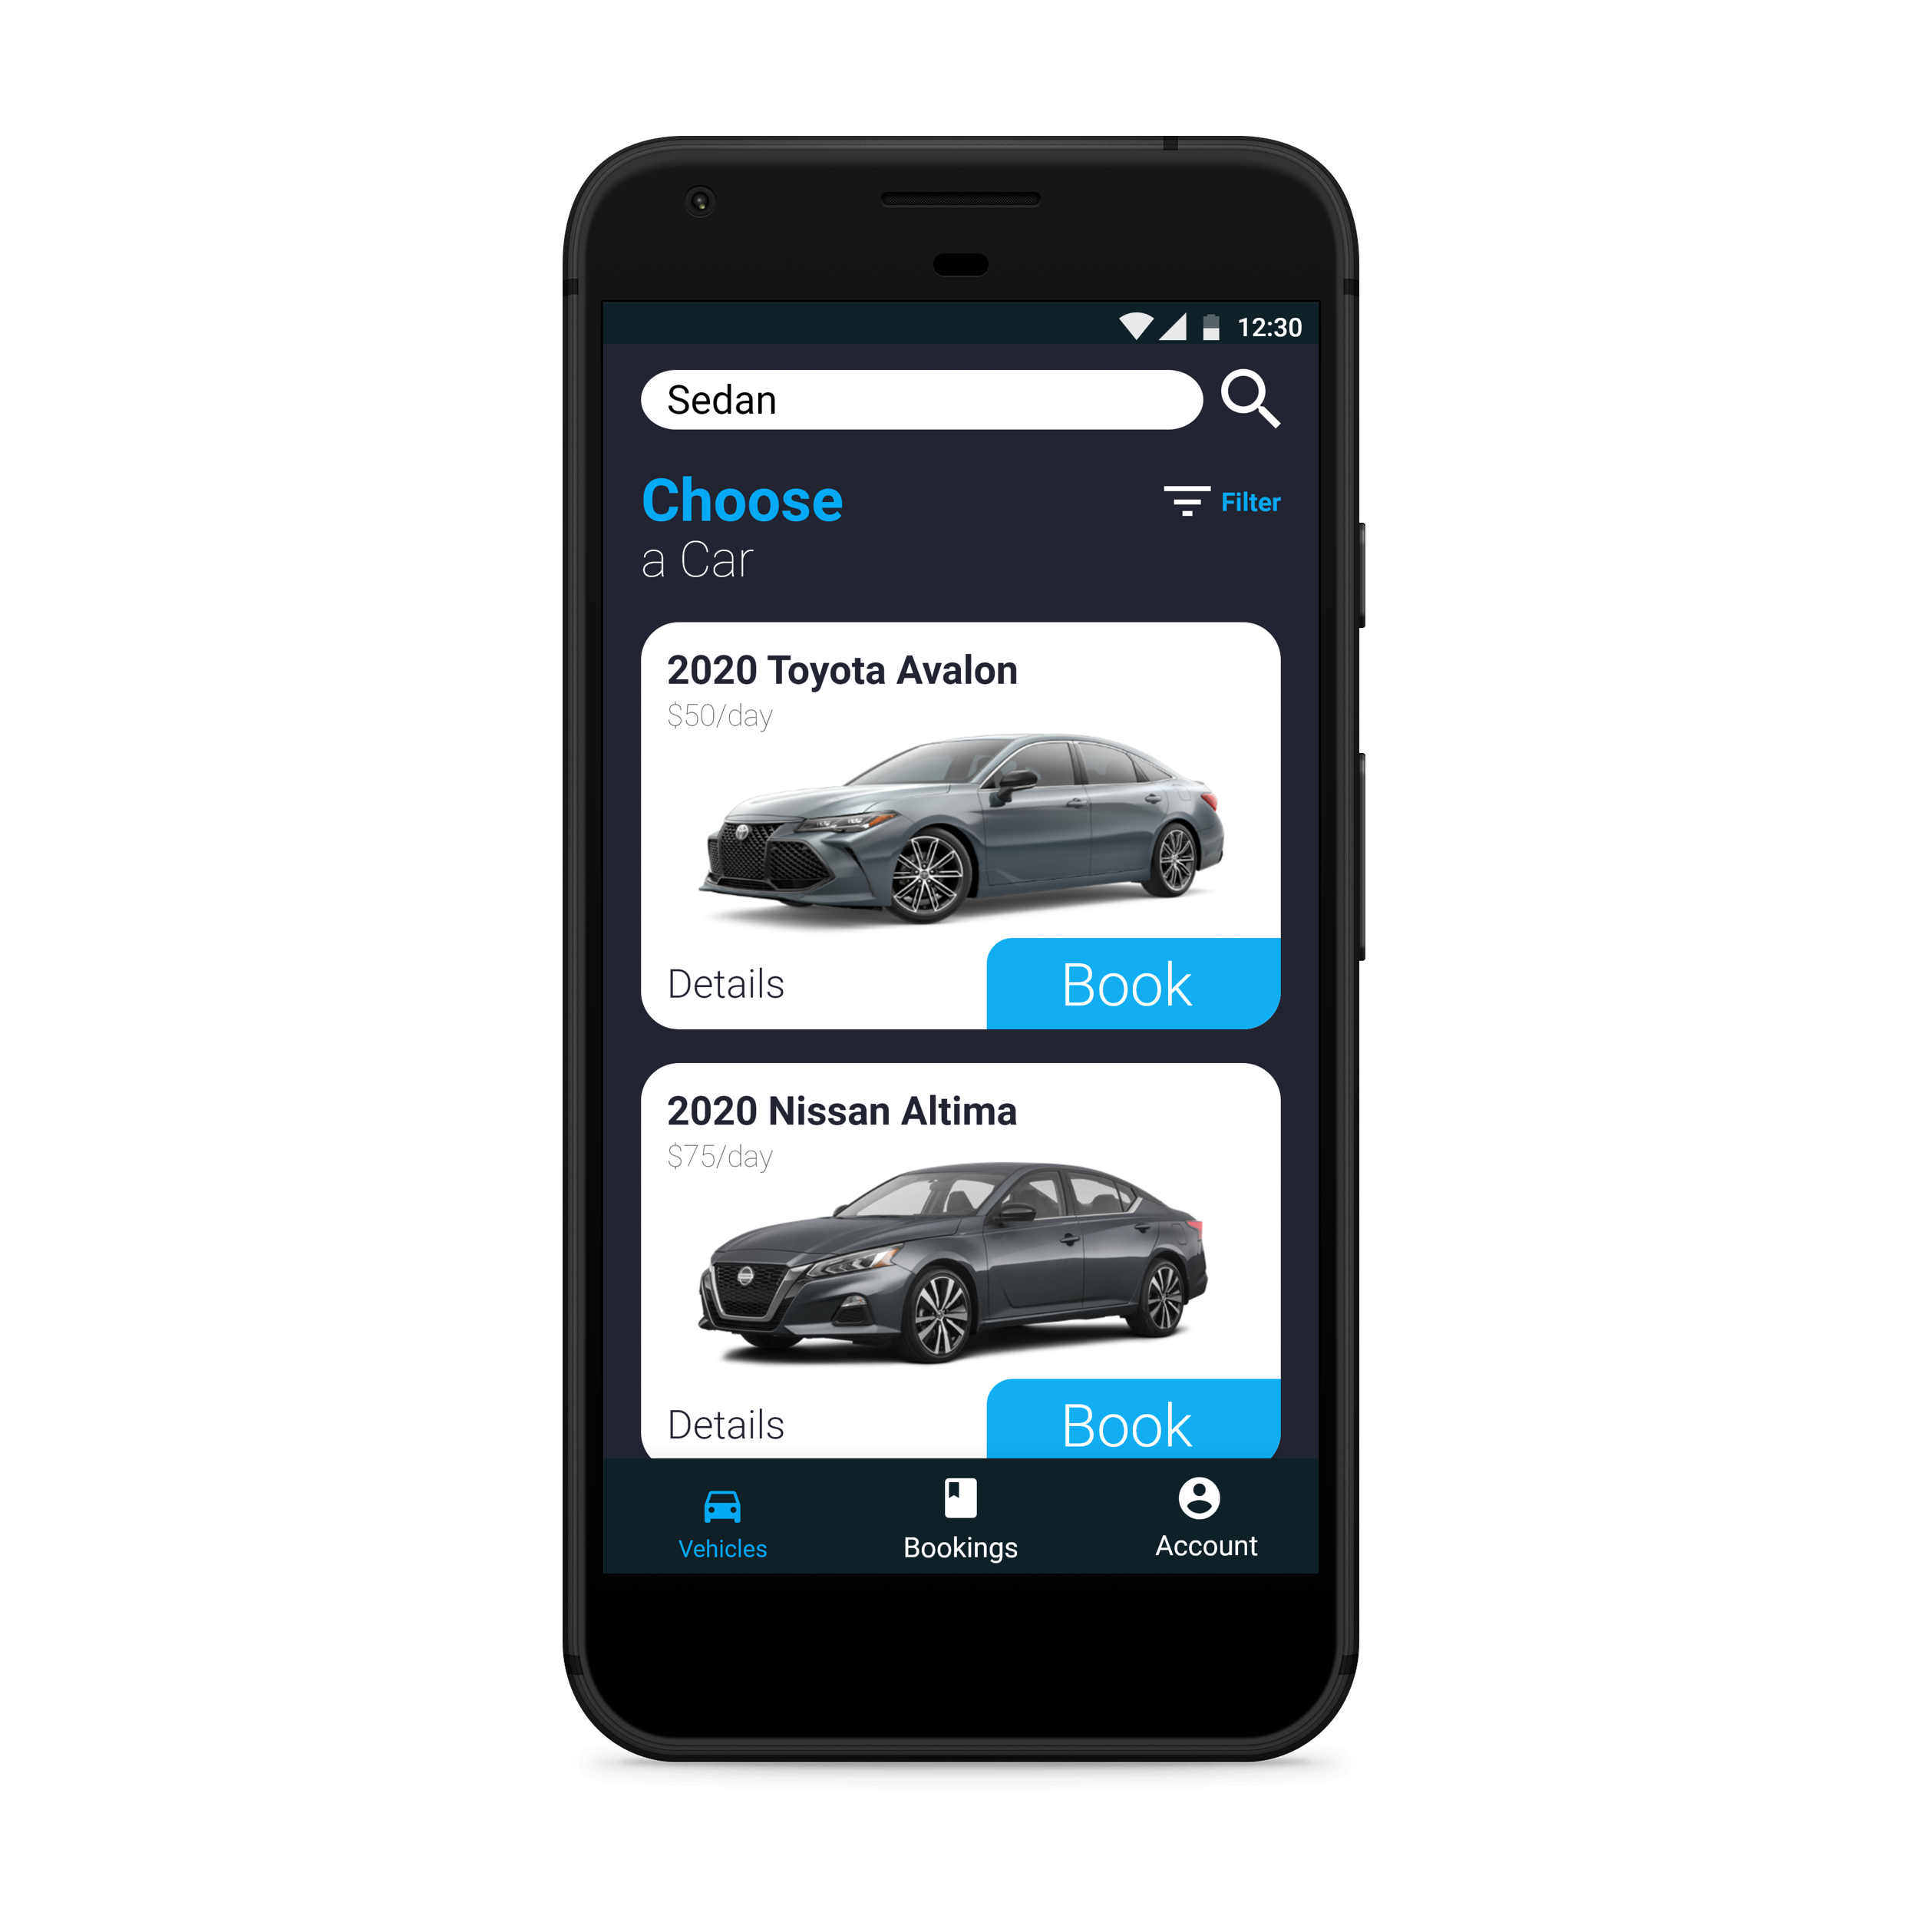 12:30
Sedan
Choose
Filter
a Car
2020 Toyota Avalon
$50/day
Details
Book
2020 Nissan Altima
$75/day
Details
Book
Vehicles
Bookings
Account